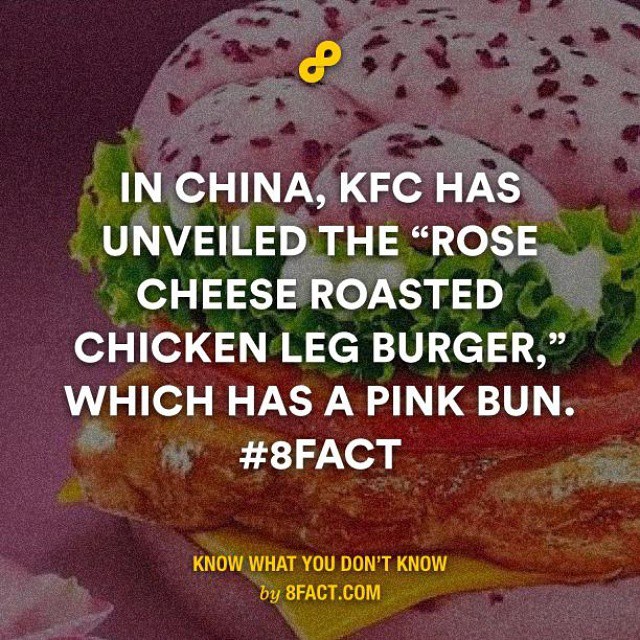 IN CHINA, KFC HAS
UNVEILED THE “ROSE
CHEESE ROASTED
CHICKEN LEG BURGER,”
WHICH HAS A PINK BUN.
#8FACT
KNOW WHAT YOU DON’T KNOW
by 8FACT.COM